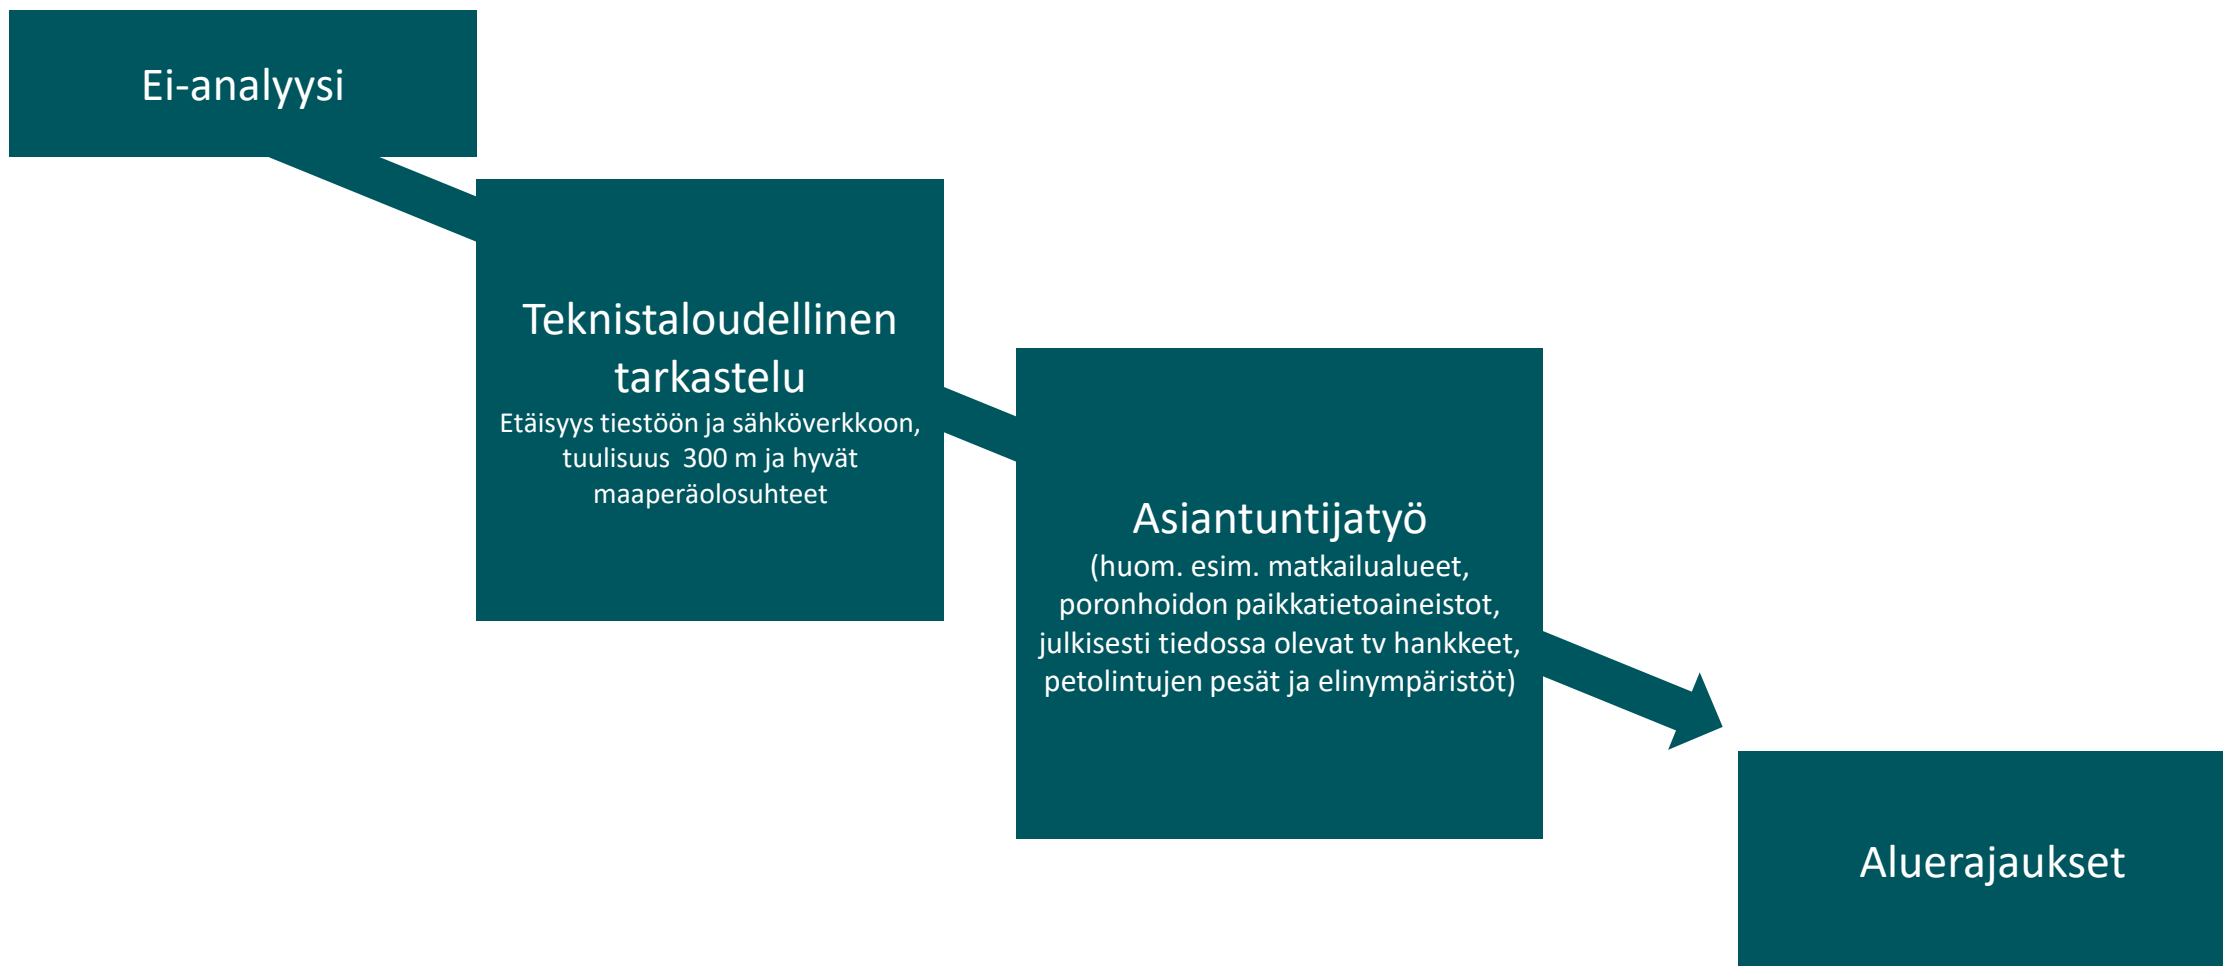 Ei-analyysi
Teknistaloudellinen
tarkastelu
Etäisyys tiestöön ja sähköverkkoon,
tuulisuus  300 m ja hyvät
maaperäolosuhteet
Asiantuntijatyö
(huom. esim. matkailualueet,
poronhoidon paikkatietoaineistot,
julkisesti tiedossa olevat tv hankkeet,
petolintujen pesät ja elinympäristöt)
Aluerajaukset